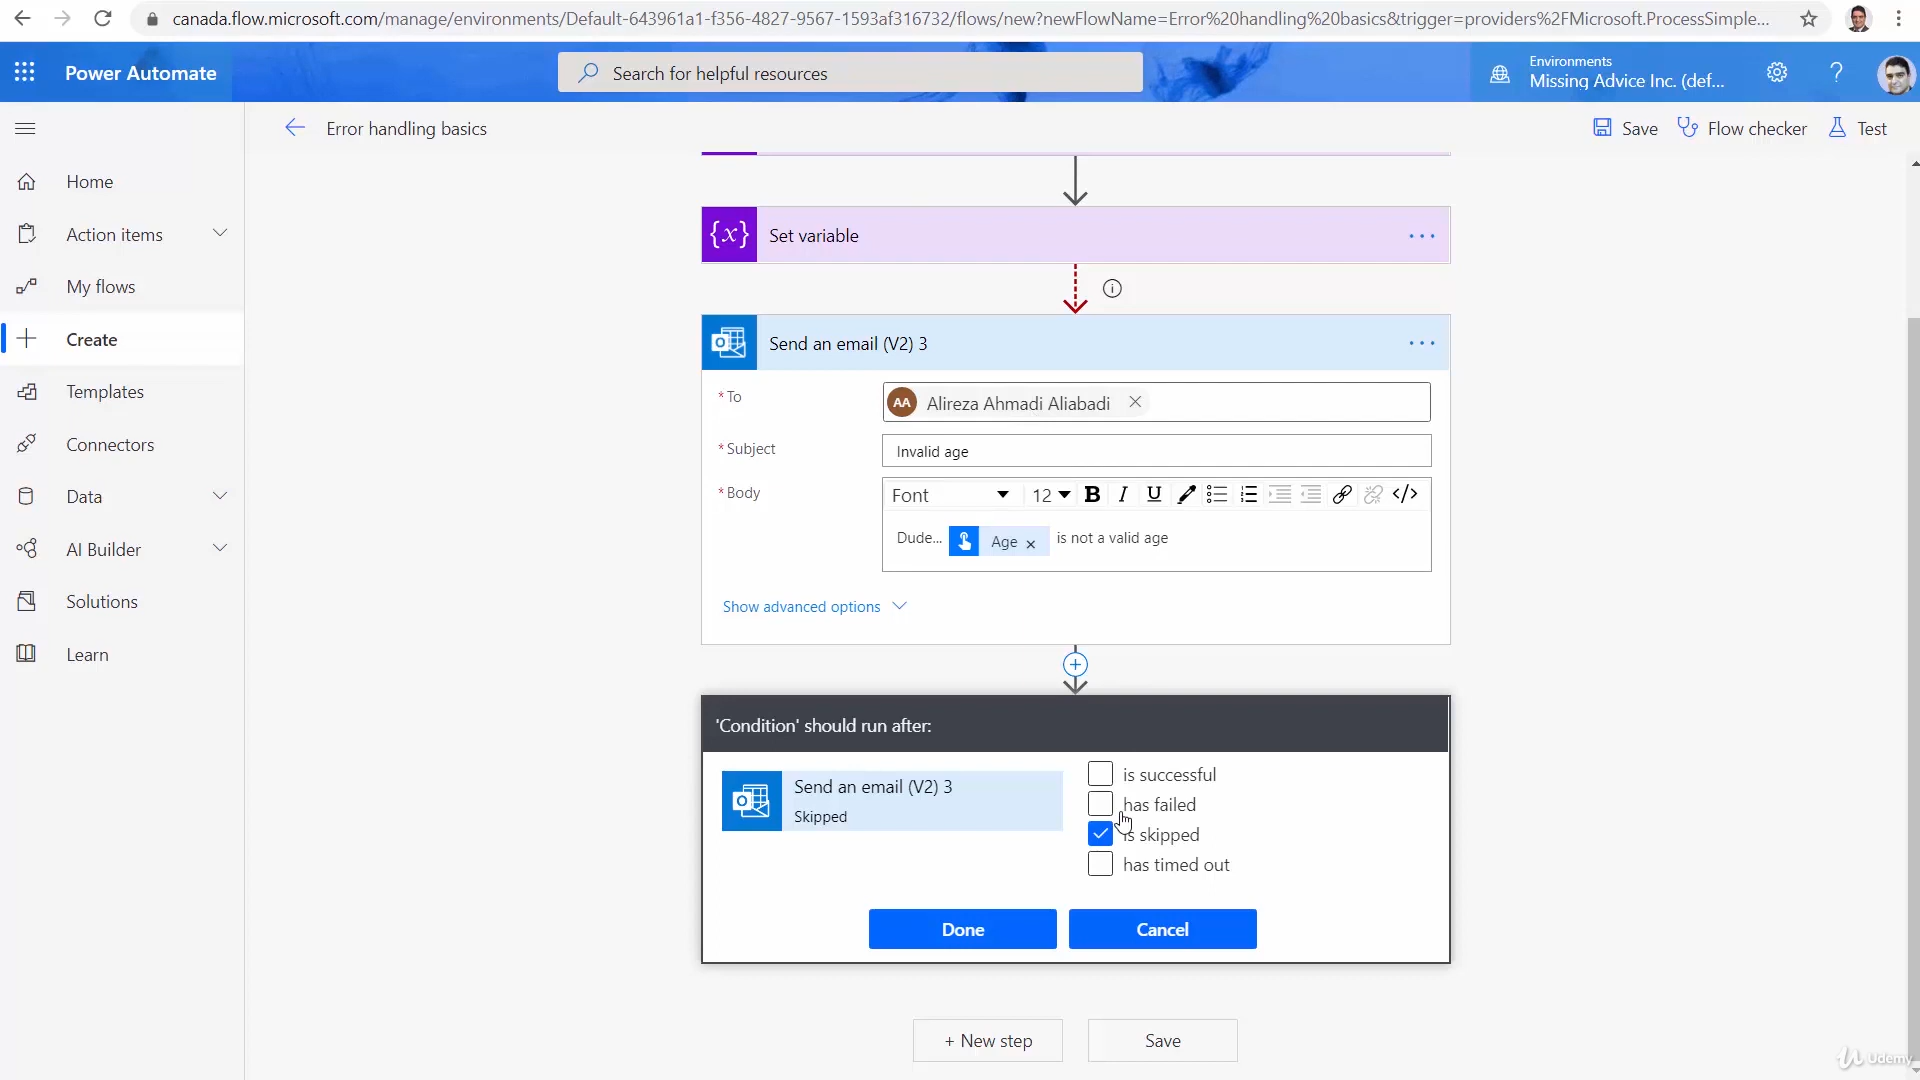 canada.flow.microsoft.com/manage/environments/Default-643961a1-f356-4827-9567-1593af316732/flows/new?newFlowName=Error%20handling%20basics&trigger=providers%2FMicrosoft.ProcessSimple...
Power Automate
Search for helpful resources
Environments
Missing Advice Inc. (def...
?
Error handling basics
Save
Flow checker
Test
Home
Action items
My flows
Create
Templates
Connectors
Data
AI Builder
Solutions
Learn
{x} Set variable
Send an email (V2) 3
* To
AA Alireza Ahmadi Aliabadi
* Subject
Invalid age
* Body
Font 12 B I U </>
Dude... Age × is not a valid age
Show advanced options
'Condition' should run after:
Send an email (V2) 3
Skipped
is successful
has failed
is skipped
has timed out
Done
Cancel
+ New step
Save
Udemy